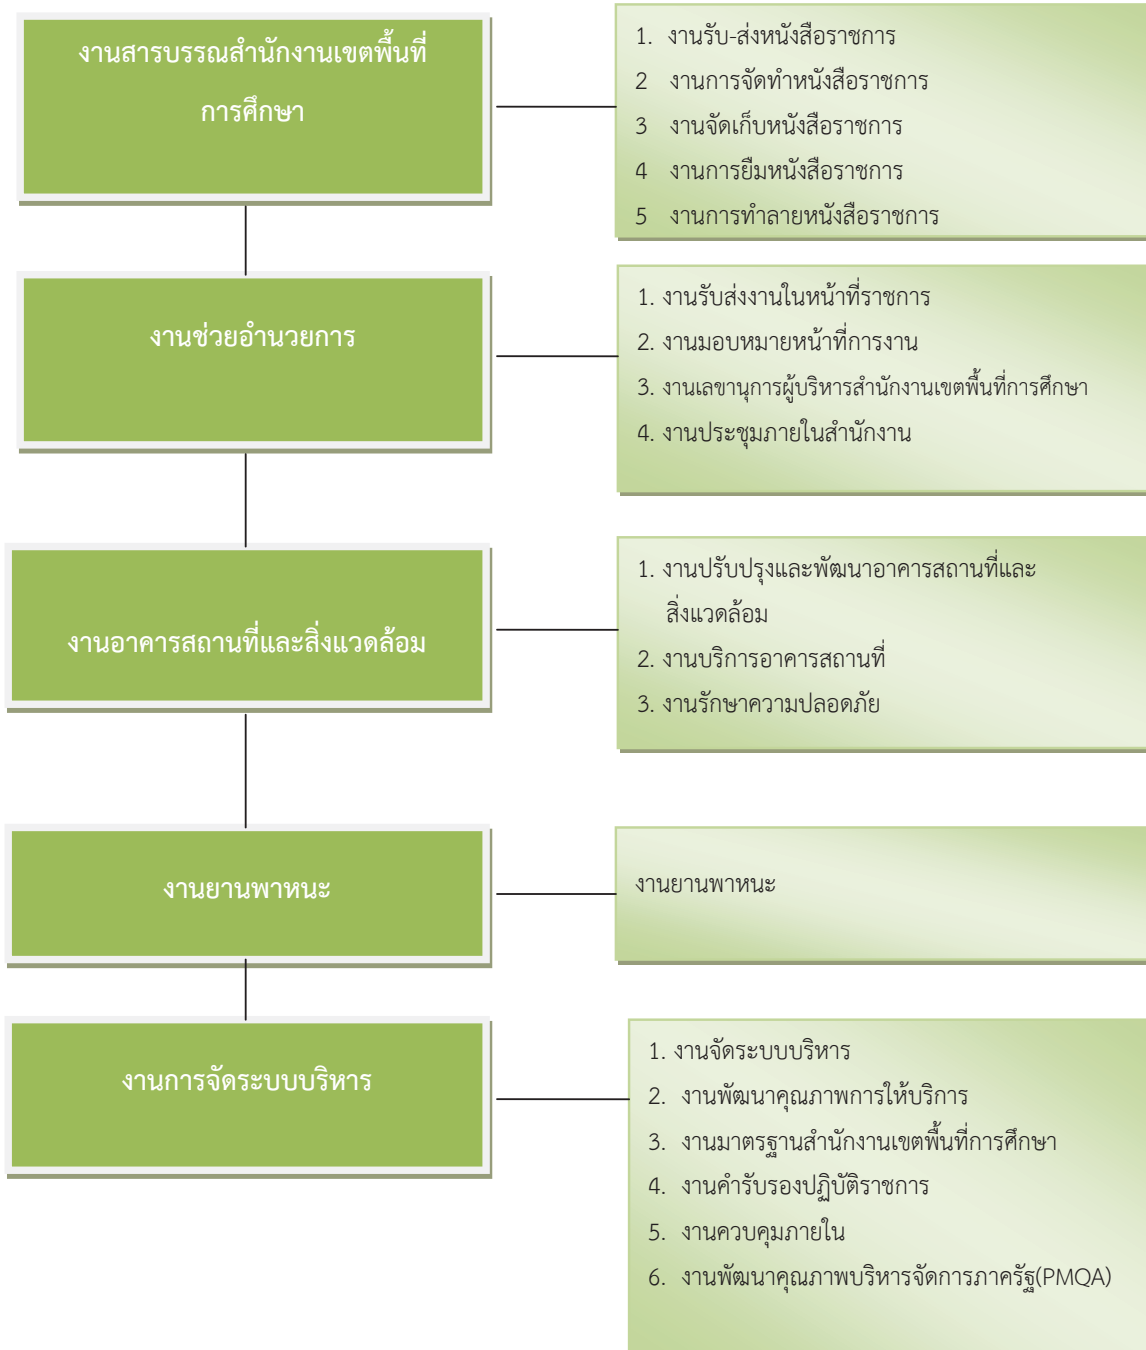 งานสารบรรณสำนักงานเขตพื้นที่
การศึกษา
1. งานรับ-ส่งหนังสือราชการ
2 งานการจัดทำหนังสือราชการ
3 งานจัดเก็บหนังสือราชการ
4 งานการยืมหนังสือราชการ
5 งานการทำลายหนังสือราชการ
งานช่วยอำนวยการ
1. งานรับส่งงานในหน้าที่ราชการ
2. งานมอบหมายหน้าที่การงาน
3. งานเลขานุการผู้บริหารสำนักงานเขตพื้นที่การศึกษา
4. งานประชุมภายในสำนักงาน
งานอาคารสถานที่และสิ่งแวดล้อม
1. งานปรับปรุงและพัฒนาอาคารสถานที่และ
สิ่งแวดล้อม
2. งานบริการอาคารสถานที่
3. งานรักษาความปลอดภัย
งานยานพาหนะ
งานยานพาหนะ
งานการจัดระบบบริหาร
1. งานจัดระบบบริหาร
2. งานพัฒนาคุณภาพการให้บริการ
3. งานมาตรฐานสำนักงานเขตพื้นที่การศึกษา
4. งานคำรับรองปฏิบัติราชการ
5. งานควบคุมภายใน
6. งานพัฒนาคุณภาพบริหารจัดการภาครัฐ(PMQA)